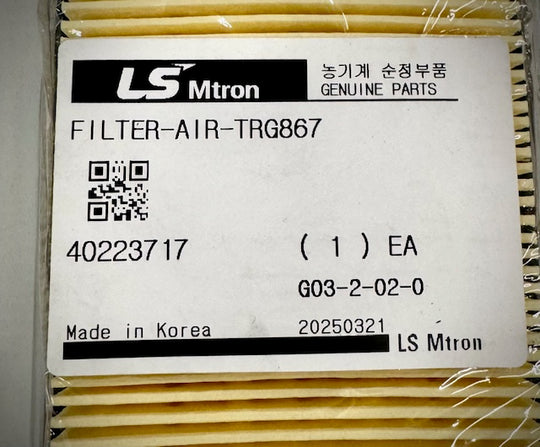 LS Mtron 농기계 순정부품
GENUINE PARTS
FILTER-AIR-TRG867
40223717 ( 1 ) EA
G03-2-02-0
Made in Korea 20250321
LS Mtron